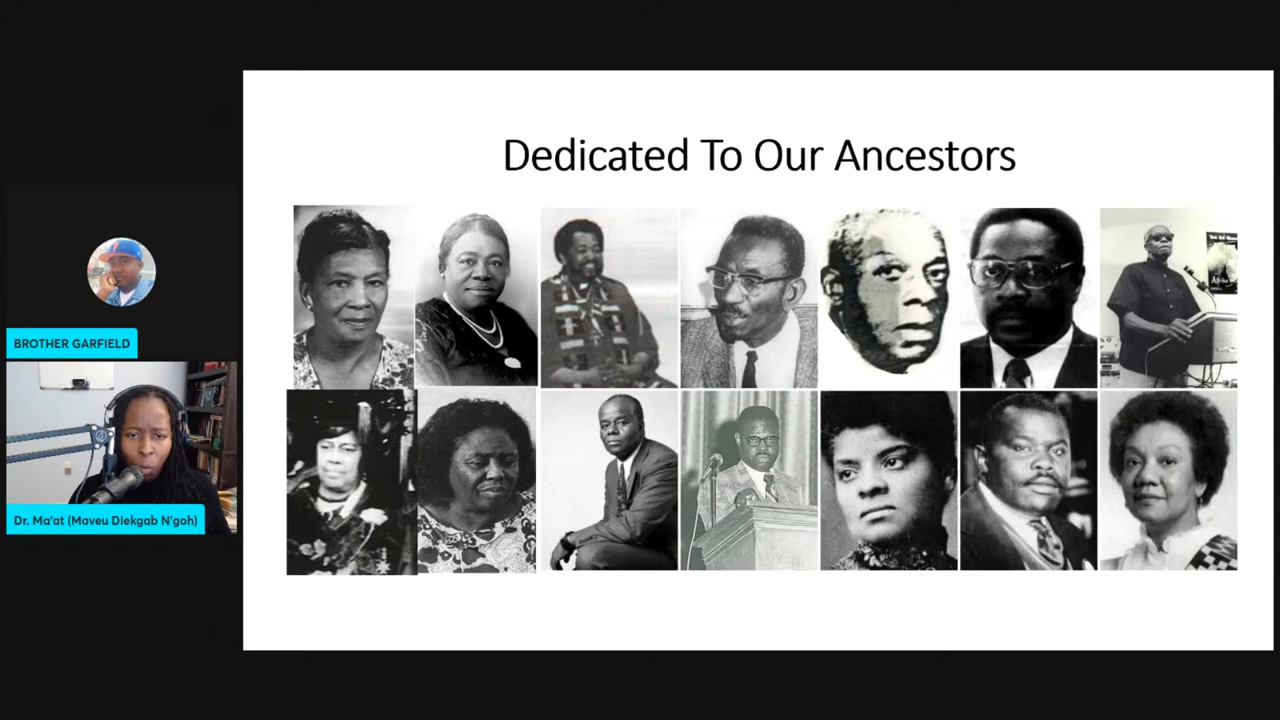 Dedicated To Our Ancestors
BROTHER GARFIELD
Dr. Ma'at (Maveu Diekgab N'goh)